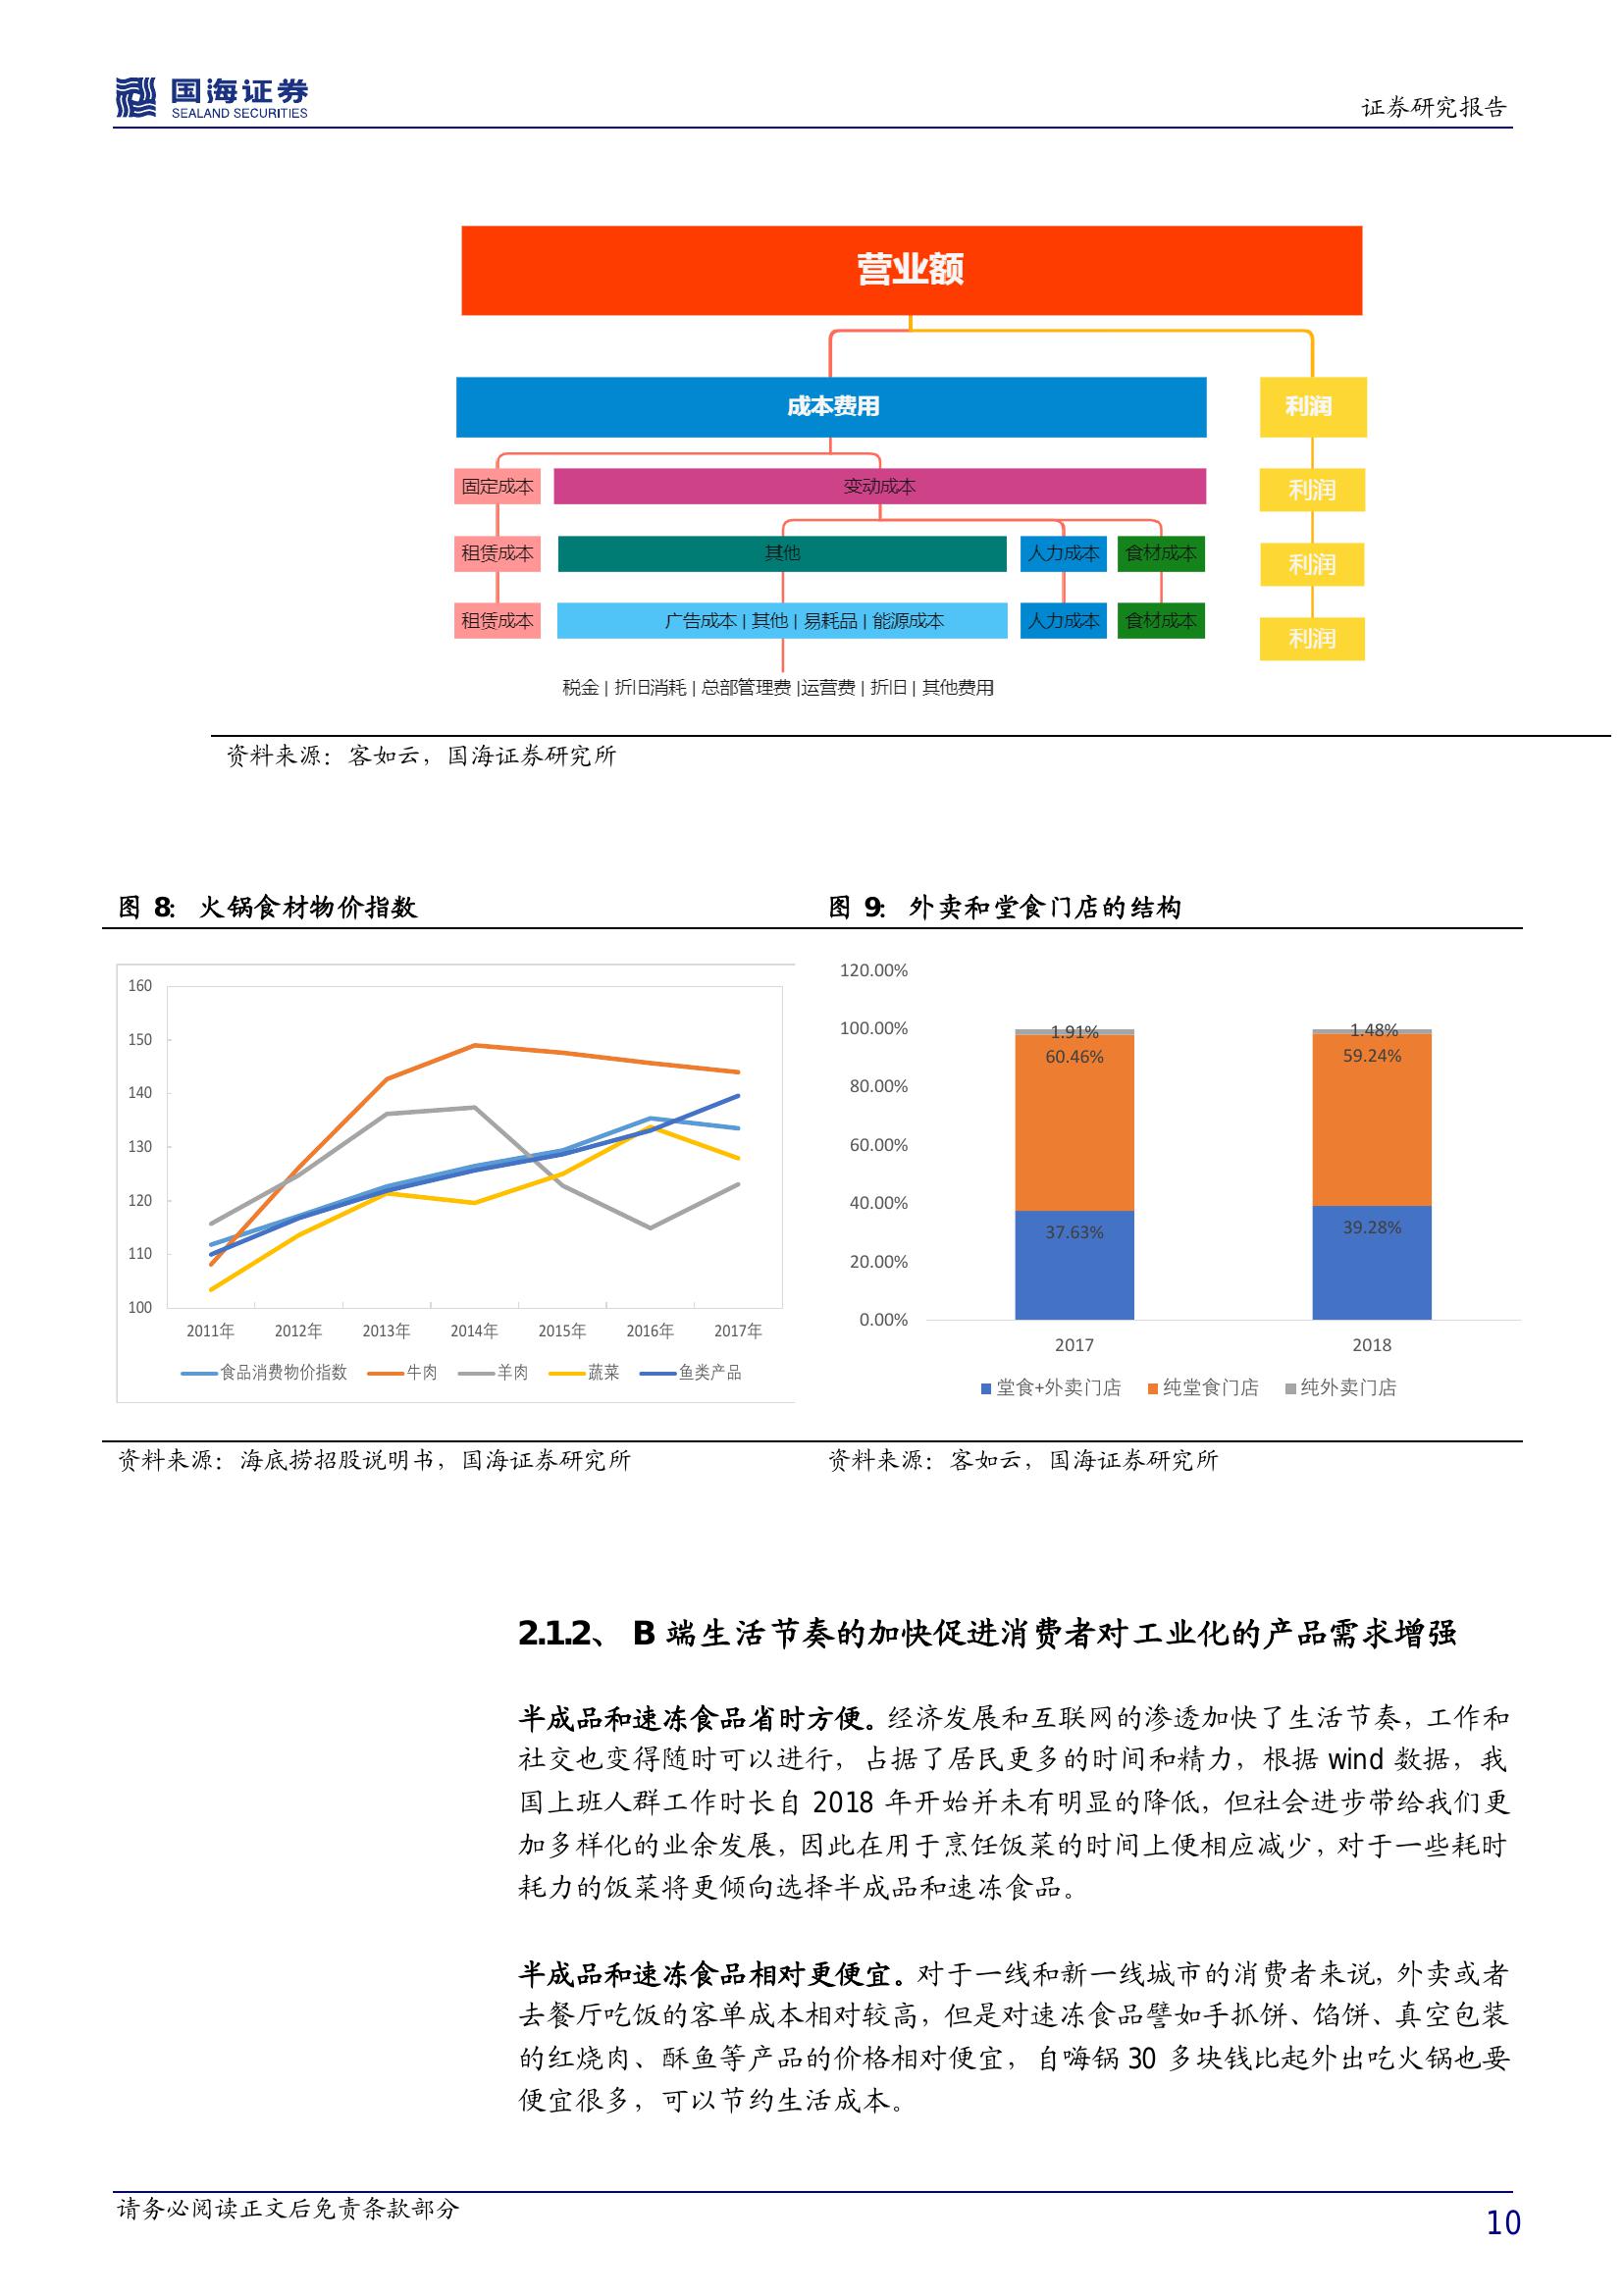 国海证券
SEALAND SECURITIES
证券研究报告
营业额
成本费用
利润
固定成本
变动成本
利润
租赁成本
其他
人力成本
食材成本
利润
租赁成本
广告成本 | 其他 | 易耗品 | 能源成本
人力成本
食材成本
利润
税金 | 折旧消耗 | 总部管理费 |运营费 | 折旧 | 其他费用
资料来源：客如云，国海证券研究所
图 8： 火锅食材物价指数
160
150
140
130
120
110
100
2011年 2012年 2013年 2014年 2015年 2016年 2017年
食品消费物价指数 牛肉 羊肉 蔬菜 鱼类产品
资料来源：海底捞招股说明书，国海证券研究所
图 9： 外卖和堂食门店的结构
120.00%
100.00%
80.00%
60.00%
40.00%
20.00%
0.00%
1.91%
60.46%
37.63%
1.48%
59.24%
39.28%
2017 2018
堂食+外卖门店 纯堂食门店 纯外卖门店
资料来源：客如云，国海证券研究所
2.1.2、 B 端生活节奏的加快促进消费者对工业化的产品需求增强
半成品和速冻食品省时方便。经济发展和互联网的渗透加快了生活节奏，工作和
社交也变得随时可以进行，占据了居民更多的时间和精力，根据 wind 数据，我
国上班人群工作时长自 2018 年开始并未有明显的降低，但社会进步带给我们更
加多样化的业余发展，因此在用于烹饪饭菜的时间上便相应减少，对于一些耗时
耗力的饭菜将更倾向选择半成品和速冻食品。
半成品和速冻食品相对更便宜。对于一线和新一线城市的消费者来说，外卖或者
去餐厅吃饭的客单成本相对较高，但是对速冻食品譬如手抓饼、馅饼、真空包装
的红烧肉、酥鱼等产品的价格相对便宜，自嗨锅 30 多块钱比起外出吃火锅也要
便宜很多，可以节约生活成本。
请务必阅读正文后免责条款部分
10